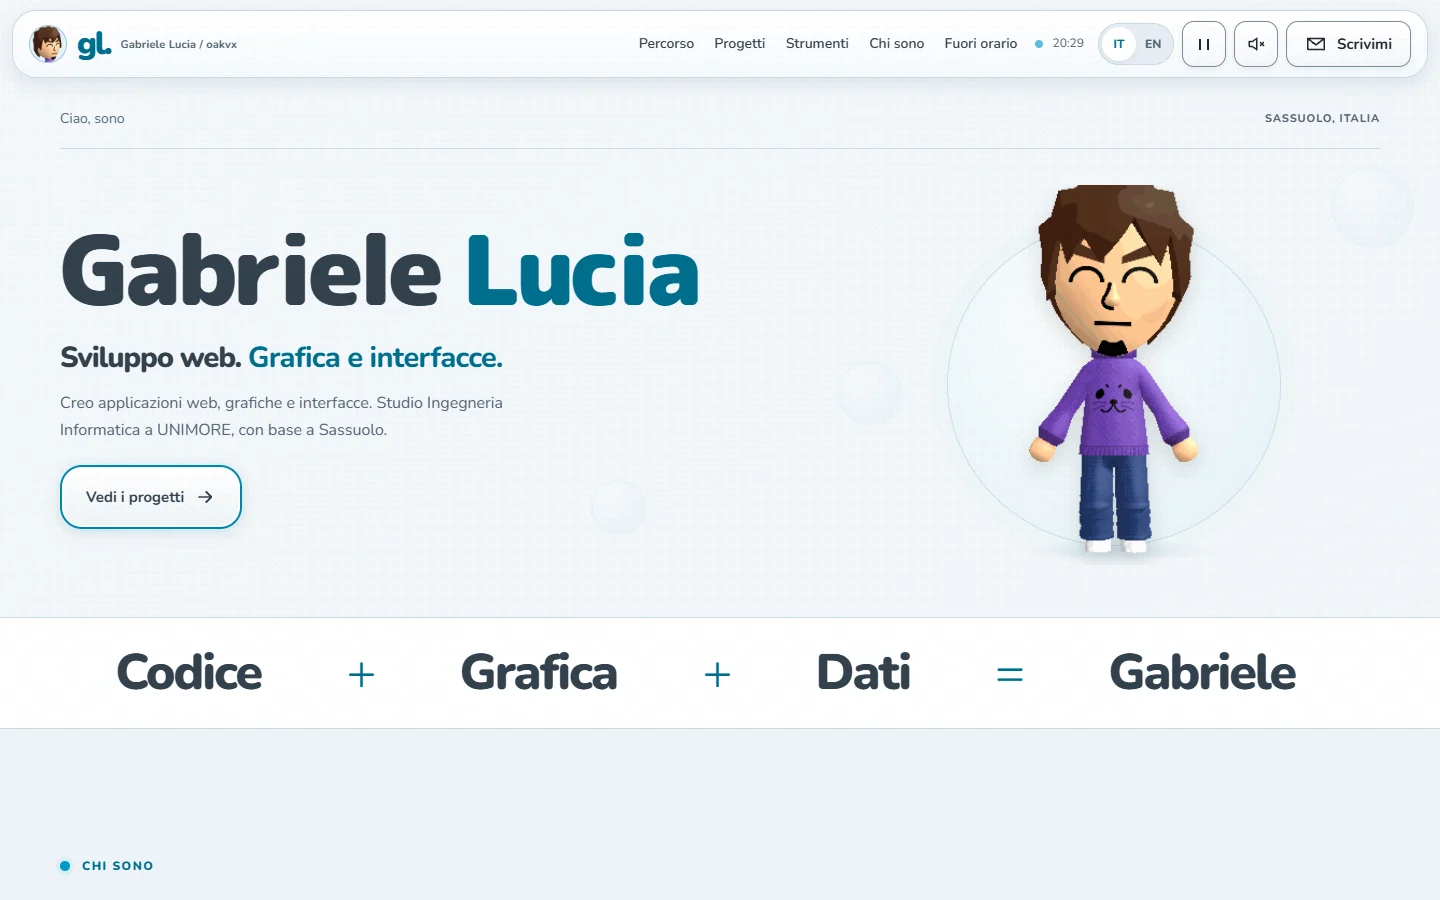 gl. Gabriele Lucia / oakvx Percorso Progetti Strumenti Chi sono Fuori orario 20:29 IT EN Scrivimi
Ciao, sono
SASSUOLO, ITALIA
Gabriele Lucia
Sviluppo web. Grafica e interfacce.
Creo applicazioni web, grafiche e interfacce. Studio Ingegneria
Informatica a UNIMORE, con base a Sassuolo.
Vedi i progetti
Codice + Grafica + Dati = Gabriele
CHI SONO